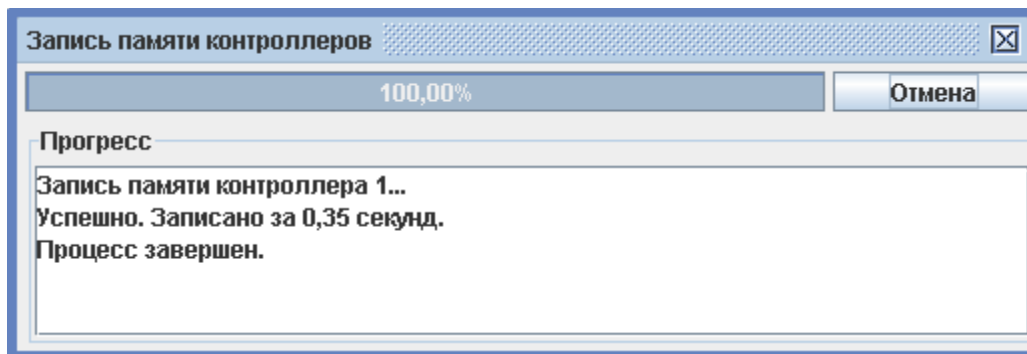 Запись памяти контроллеров
100,00%
Отмена
Прогресс
Запись памяти контроллера 1...
Успешно. Записано за 0,35 секунд.
Процесс завершен.